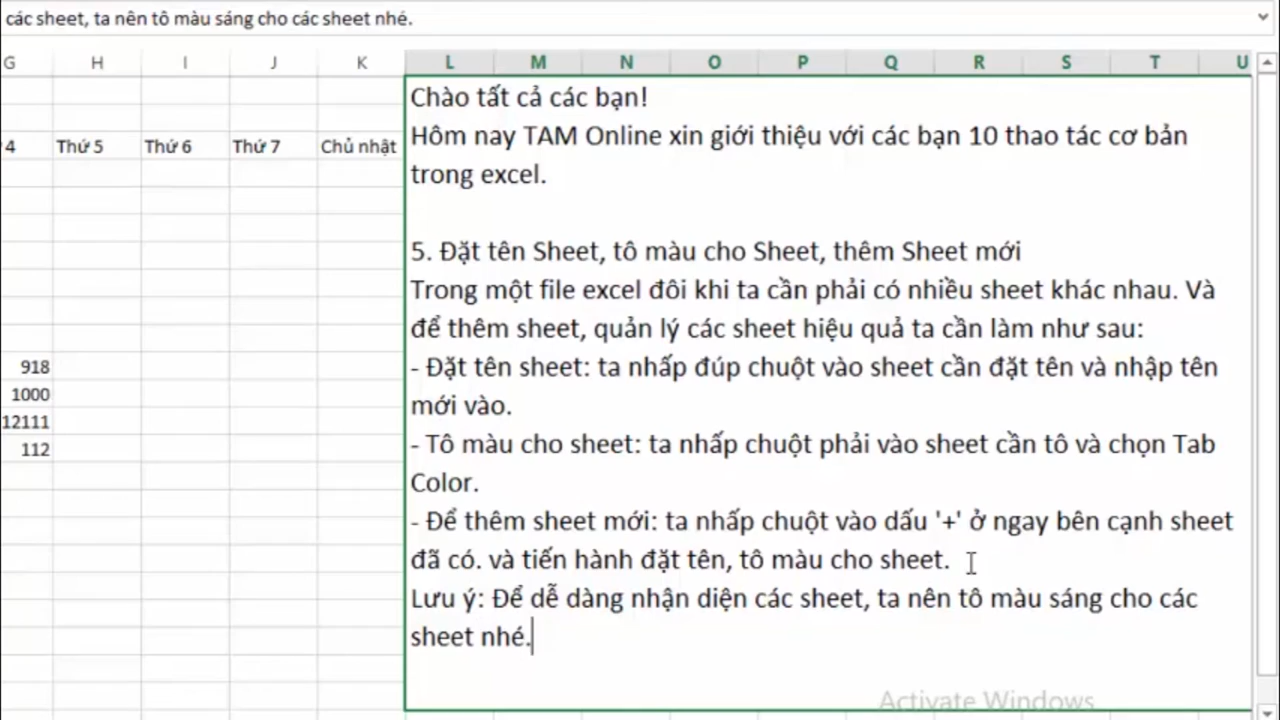 các sheet, ta nên tô màu sáng cho các sheet nhé.
G H I J K L M N O P Q R S T U
4 Thứ 5 Thứ 6 Thứ 7 Chủ nhật
918
1000
12111
112
Chào tất cả các bạn!
Hôm nay TAM Online xin giới thiệu với các bạn 10 thao tác cơ bản
trong excel.
5. Đặt tên Sheet, tô màu cho Sheet, thêm Sheet mới
Trong một file excel đôi khi ta cần phải có nhiều sheet khác nhau. Và
để thêm sheet, quản lý các sheet hiệu quả ta cần làm như sau:
- Đặt tên sheet: ta nhấp đúp chuột vào sheet cần đặt tên và nhập tên
mới vào.
- Tô màu cho sheet: ta nhấp chuột phải vào sheet cần tô và chọn Tab
Color.
- Để thêm sheet mới: ta nhấp chuột vào dấu '+' ở ngay bên cạnh sheet
đã có. và tiến hành đặt tên, tô màu cho sheet.
Lưu ý: Để dễ dàng nhận diện các sheet, ta nên tô màu sáng cho các
sheet nhé.
Activate Windows